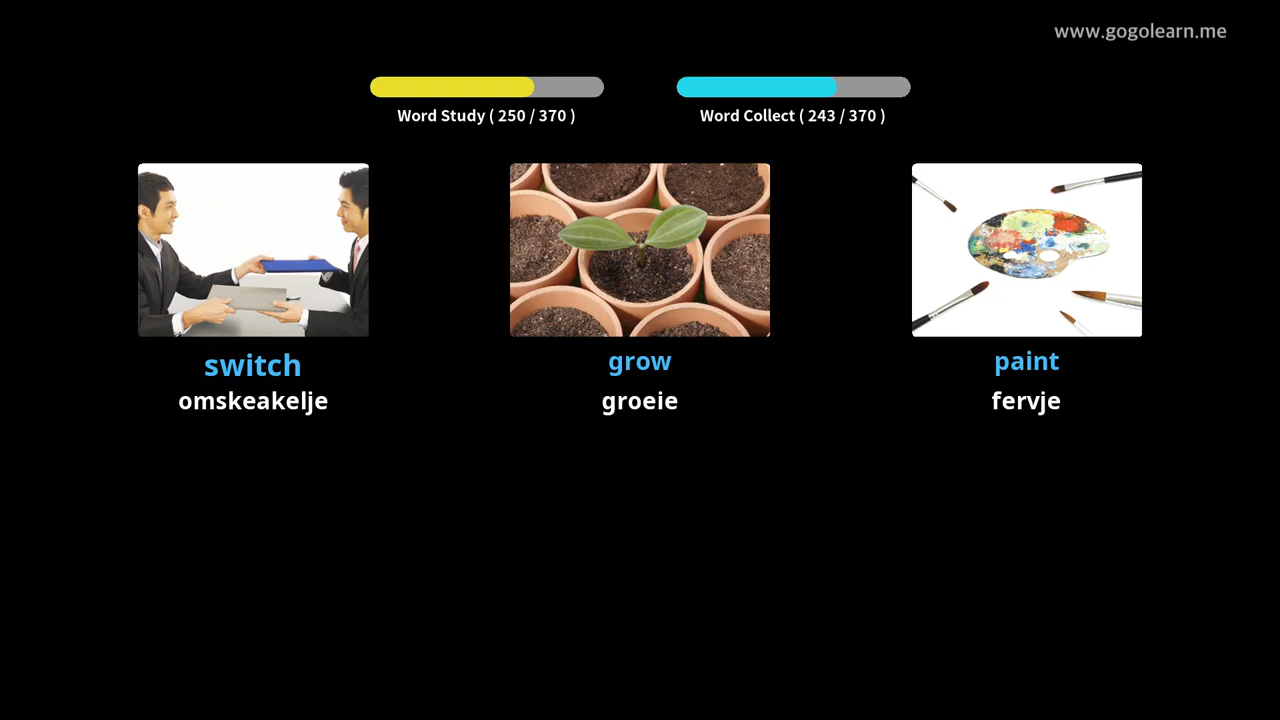 www.gogolearn.me
Word Study ( 250 / 370 )
Word Collect ( 243 / 370 )
switch
omskeakelje
grow
groeie
paint
fervje